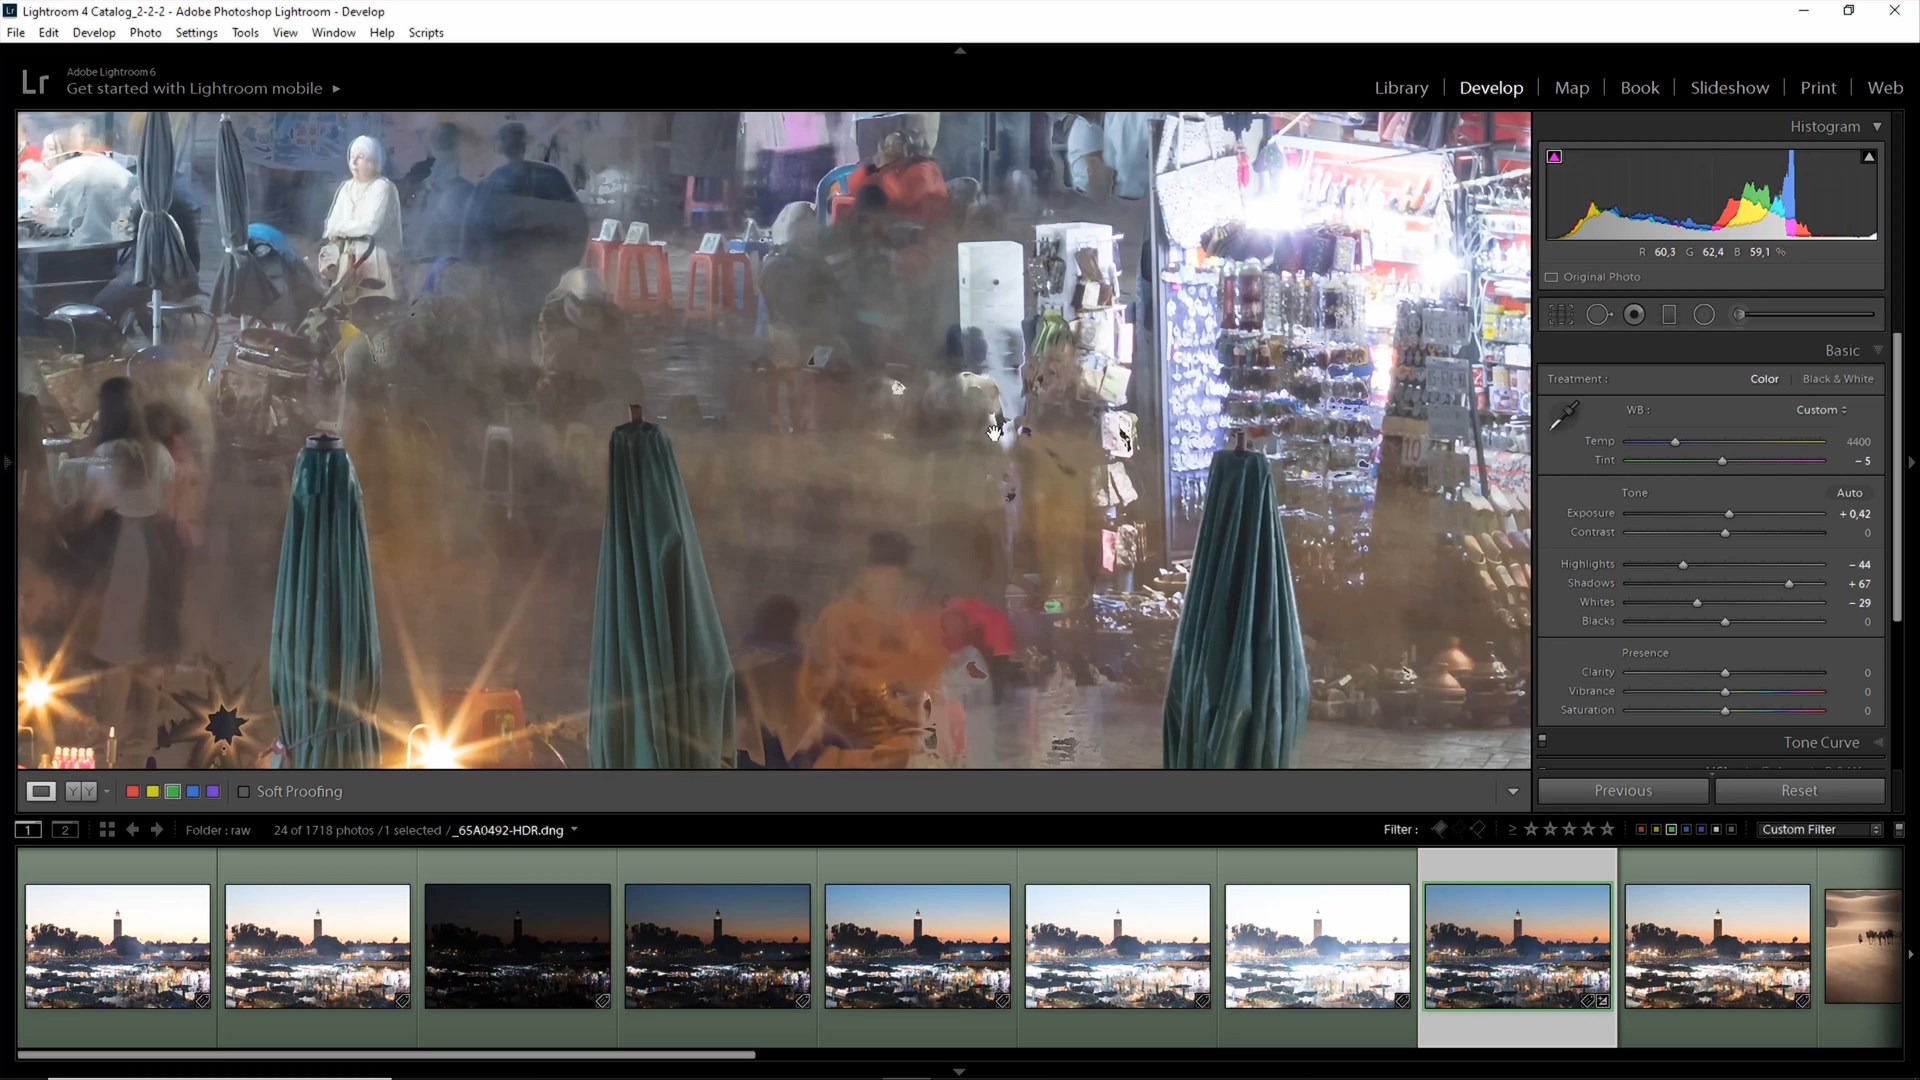 Lr Lightroom 4 Catalog_2-2-2 - Adobe Photoshop Lightroom - Develop
File Edit Develop Photo Settings Tools View Window Help Scripts
Lr Adobe Lightroom 6
Get started with Lightroom mobile
Library Develop Map Book Slideshow Print Web
Histogram
R 60,3 G 62,4 B 59,1 %
Original Photo
Basic
Treatment : Color Black & White
WB : Custom
Temp 4400
Tint - 5
Tone Auto
Exposure + 0,42
Contrast 0
Highlights - 44
Shadows + 67
Whites - 29
Blacks 0
Presence
Clarity 0
Vibrance 0
Saturation 0
Tone Curve
Previous Reset
Y Y Soft Proofing
1 2 Folder : raw 24 of 1718 photos / 1 selected / _65A0492-HDR.dng Filter : ≥ Custom Filter